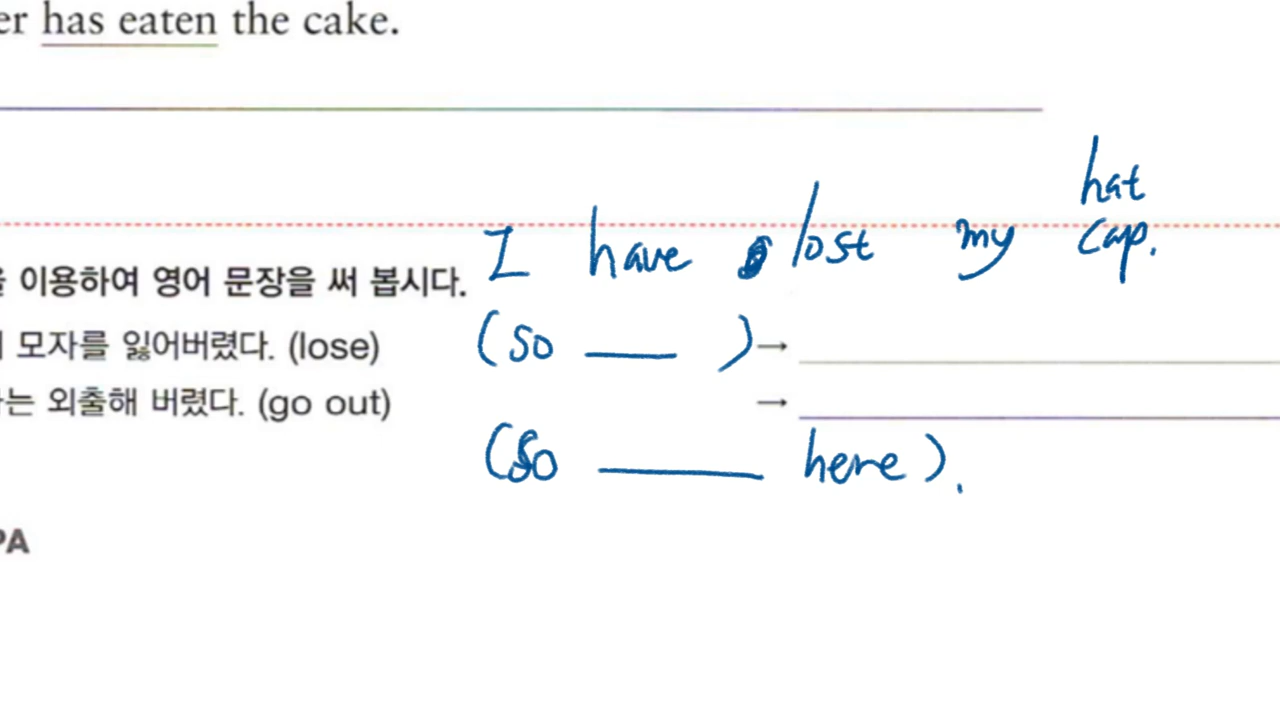 er has eaten the cake.
hat
I have lost my cap.
을 이용하여 영어 문장을 써 봅시다.
모자를 잃어버렸다. (lose)
(so ___ ) →
는 외출해 버렸다. (go out) →
(So ___ here).
PA